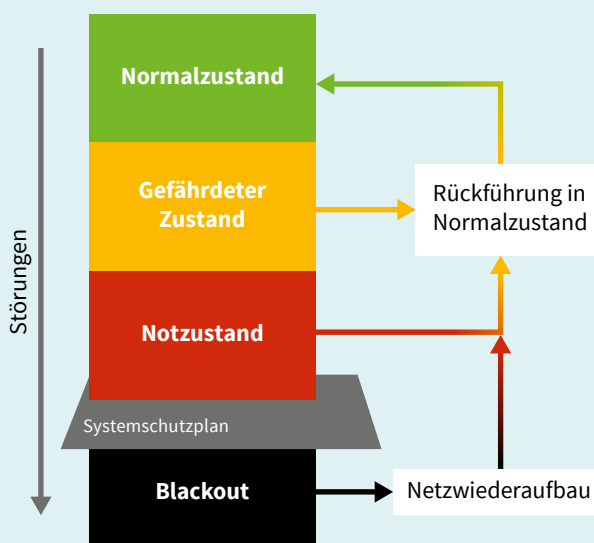 Normalzustand
Gefährdeter
Zustand
Rückführung in
Normalzustand
Störungen
Notzustand
Systemschutzplan
Blackout
Netzwiederaufbau